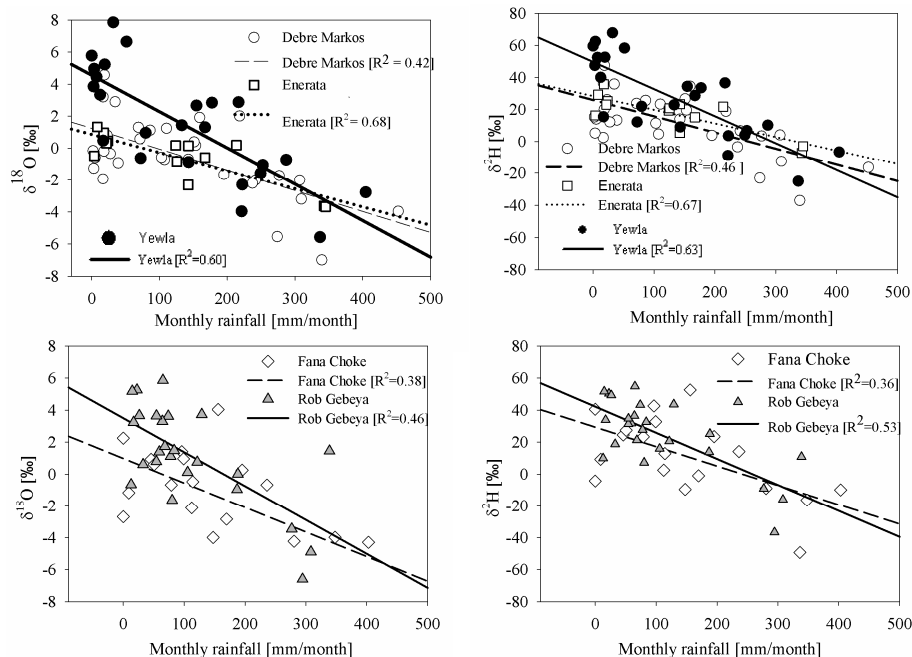 8
6
4
2
0
-2
-4
-6
-8
δ18O [‰]
Debre Markos
Debre Markos [R2 = 0.42]
Enerata
Enerata [R2= 0.68]
Yewla
Yewla [R2=0.60]
0 100 200 300 400 500
Monthly rainfall [mm/month]
80
60
40
20
0
-20
-40
-60
-80
δ2H [‰]
Debre Markos
Debre Markos [R2=0.46 ]
Enerata
Enerata [R2=0.67]
Yewla
Yewla [R2=0.63]
0 100 200 300 400 500
Monthly rainfall [mm/month]
8
6
4
2
0
-2
-4
-6
-8
δ18O [‰]
Fana Choke
Fana Choke [R2=0.38]
Rob Gebeya
Rob Gebeya [R2=0.46]
0 100 200 300 400 500
Monthly rainfall [mm/month]
80
60
40
20
0
-20
-40
-60
-80
δ2H [‰]
Fana Choke
Fana Choke [R2=0.36]
Rob Gebeya
Rob Gebeya [R2=0.53]
0 100 200 300 400 500
Monthly rainfall [mm/month]